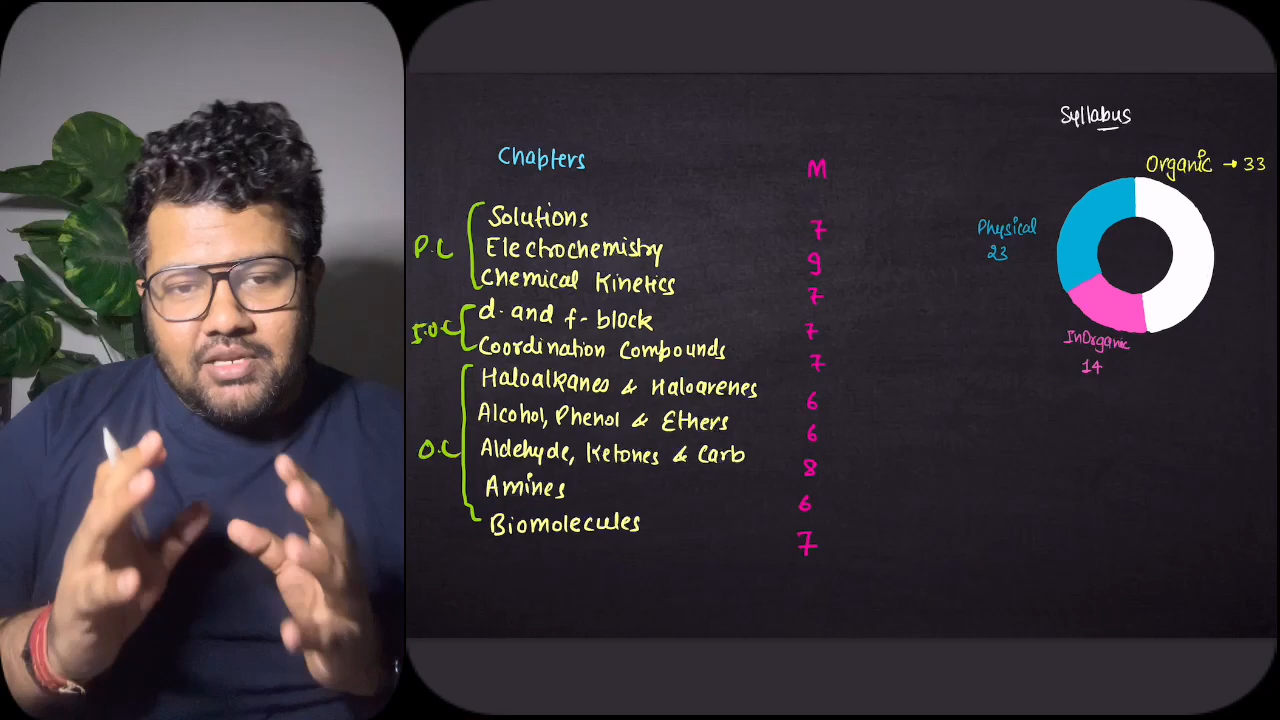 Chapters M
P.C
Solutions 7
Electrochemistry 9
Chemical Kinetics 7
I.O.C
d. and f- block 7
Coordination Compounds 7
O.C
Haloalkanes & Haloarenes 6
Alcohol, Phenol & Ethers 6
Aldehyde, Ketones & Carb 8
Amines 6
Biomolecules 7
Syllabus
Organic → 33
Physical
23
InOrganic
14